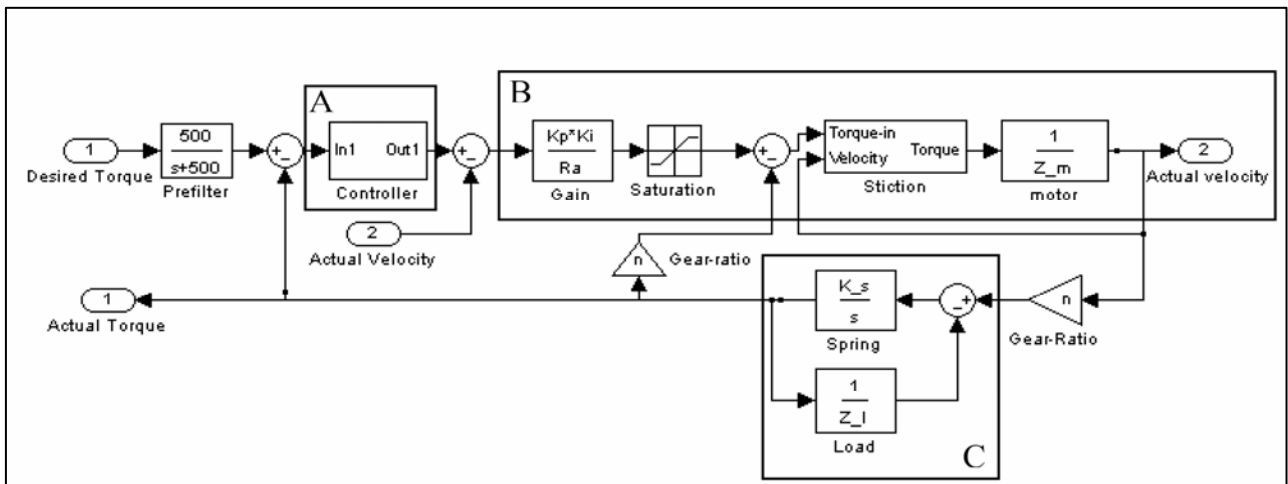 A
B
1
Desired Torque
500
s+500
Prefilter
+
-
In1 Out1
Controller
+
-
Kp*Ki
Ra
Gain
Saturation
+
-
Torque-in
Velocity
Torque
Stiction
1
Z_m
motor
2
Actual velocity
2
Actual Velocity
n
Gear-ratio
1
Actual Torque
K_s
s
Spring
-
+
n
Gear-Ratio
1
Z_l
Load
C